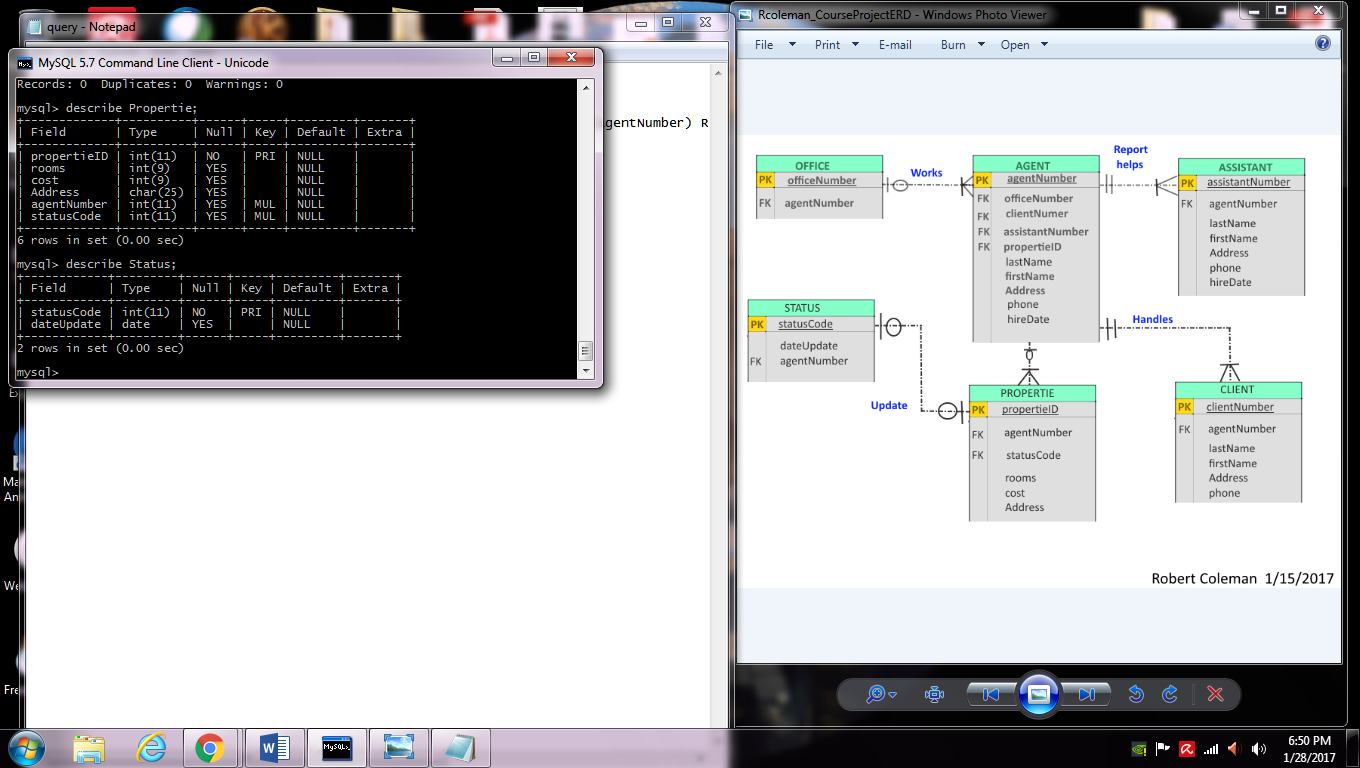 query - Notepad
MySQL 5.7 Command Line Client - Unicode
Records: 0  Duplicates: 0  Warnings: 0
mysql> describe Propertie;
+-------------+----------+------+-----+---------+-------+
| Field       | Type     | Null | Key | Default | Extra |
+-------------+----------+------+-----+---------+-------+
| propertieID | int(11)  | NO   | PRI | NULL    |       |
| rooms       | int(9)   | YES  |     | NULL    |       |
| cost        | int(9)   | YES  |     | NULL    |       |
| Address     | char(25) | YES  |     | NULL    |       |
| agentNumber | int(11)  | YES  | MUL | NULL    |       |
| statusCode  | int(11)  | YES  | MUL | NULL    |       |
+-------------+----------+------+-----+---------+-------+
6 rows in set (0.00 sec)
mysql> describe Status;
+------------+---------+------+-----+---------+-------+
| Field      | Type    | Null | Key | Default | Extra |
+------------+---------+------+-----+---------+-------+
| statusCode | int(11) | NO   | PRI | NULL    |       |
| dateUpdate | date    | YES  |     | NULL    |       |
+------------+---------+------+-----+---------+-------+
2 rows in set (0.00 sec)
mysql>
gentNumber) R
Ma
An
We
Fre
Rcoleman_CourseProjectERD - Windows Photo Viewer
File Print E-mail Burn Open
OFFICE
PK officeNumber
FK agentNumber
Works
AGENT
PK agentNumber
FK officeNumber
FK clientNumer
FK assistantNumber
FK propertieID
lastName
firstName
Address
phone
hireDate
Report
helps
ASSISTANT
PK assistantNumber
FK agentNumber
lastName
firstName
Address
phone
hireDate
STATUS
PK statusCode
dateUpdate
FK agentNumber
Update
Handles
PROPERTIE
PK propertieID
FK agentNumber
FK statusCode
rooms
cost
Address
CLIENT
PK clientNumber
FK agentNumber
lastName
firstName
Address
phone
Robert Coleman 1/15/2017
6:50 PM
1/28/2017